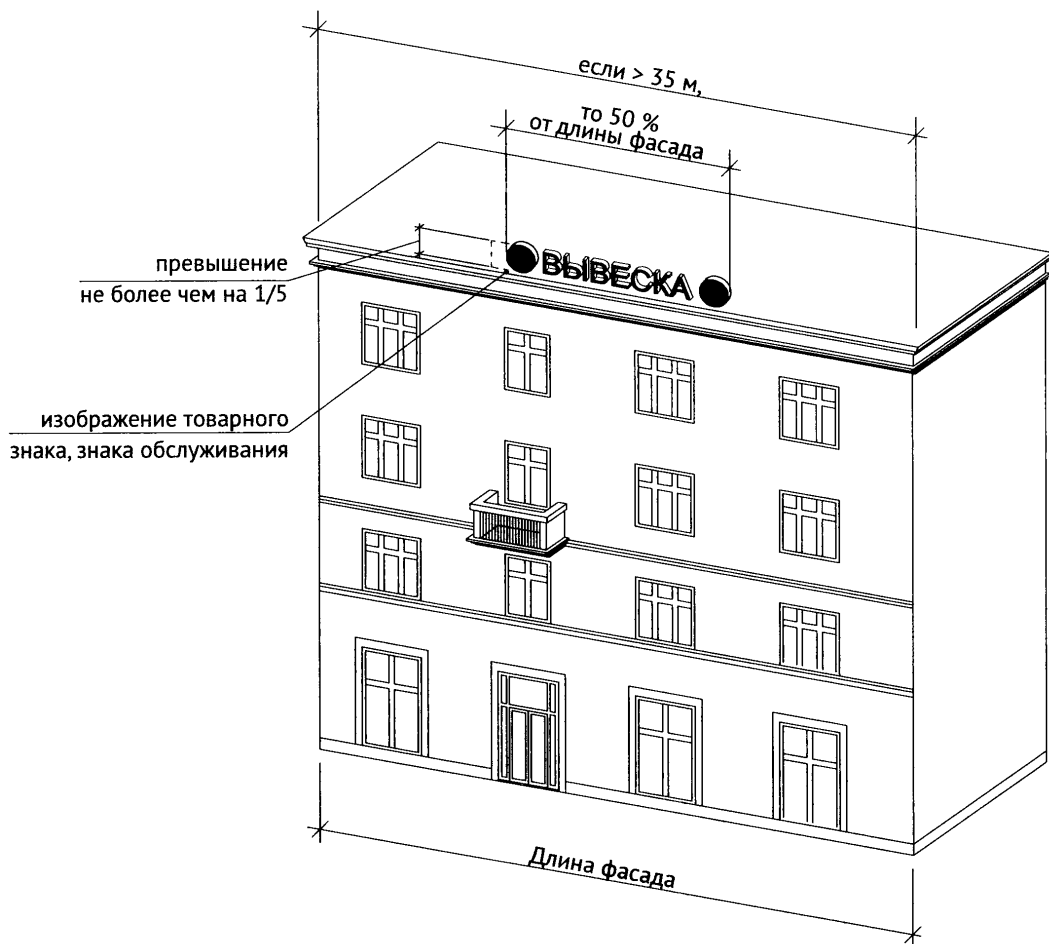 если > 35 м,
то 50 %
от длины фасада
ВЫВЕСКА
превышение
не более чем на 1/5
изображение товарного
знака, знака обслуживания
Длина фасада